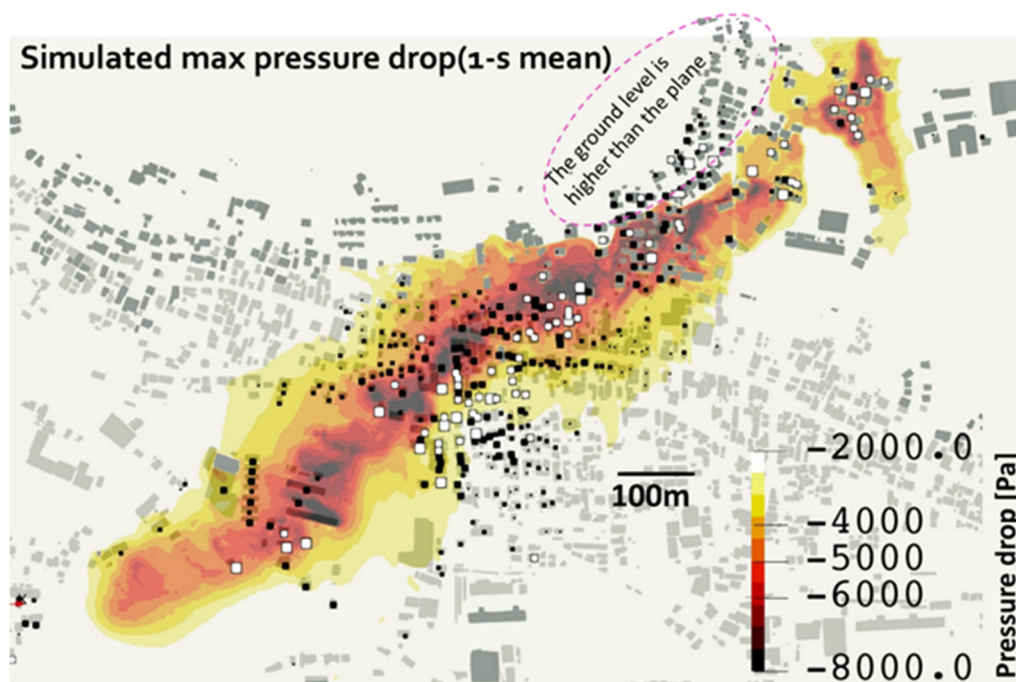 Simulated max pressure drop(1-s mean)
The ground level is
higher than the plane
100m
−2000.0
−4000
−5000
−6000
−8000.0
Pressure drop [Pa]